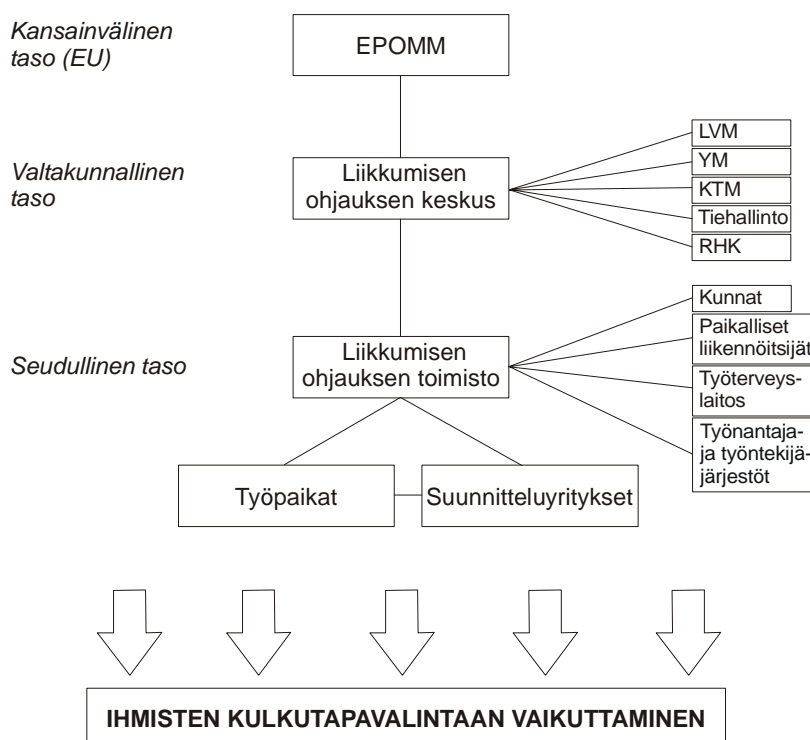 Kansainvälinen
taso (EU)
EPOMM
Valtakunnallinen
taso
Liikkumisen
ohjauksen keskus
LVM
YM
KTM
Tiehallinto
RHK
Seudullinen taso
Liikkumisen
ohjauksen toimisto
Kunnat
Paikalliset
liikennöitsijät
Työterveys-
laitos
Työnantaja-
ja työntekijä-
järjestöt
Työpaikat
Suunnitteluyritykset
IHMISTEN KULKUTAPAVALINTAAN VAIKUTTAMINEN